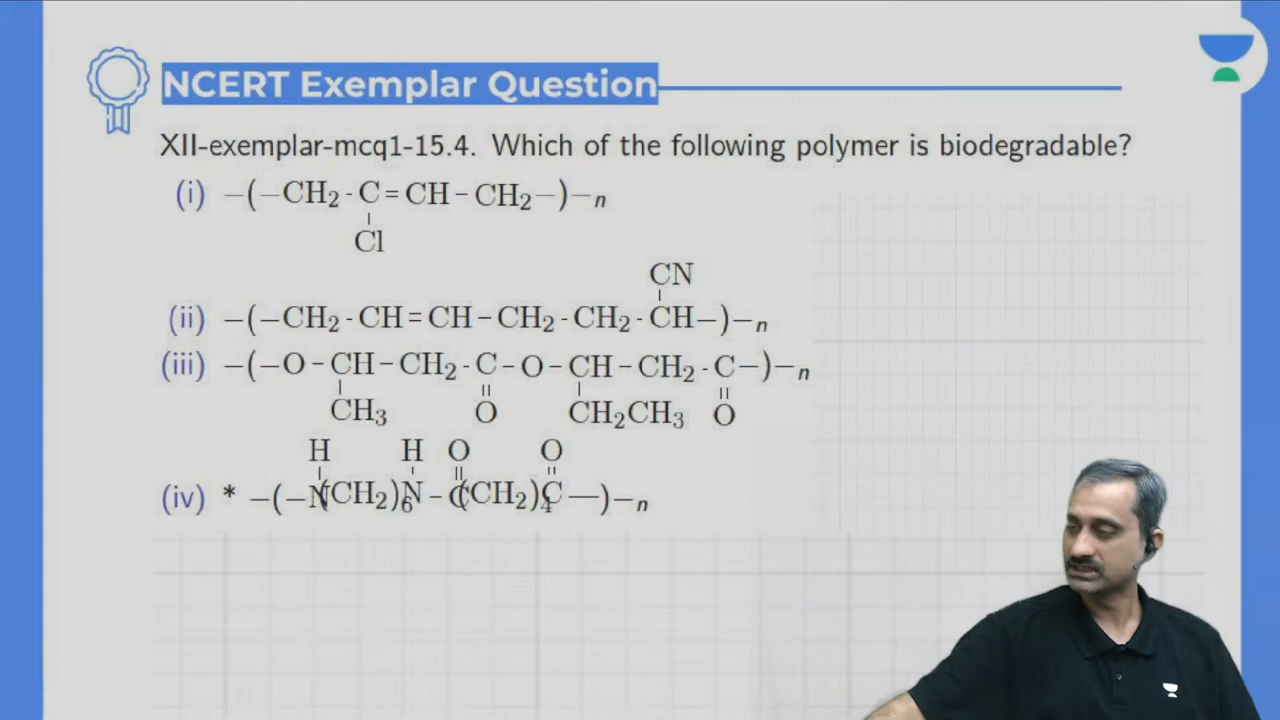 NCERT Exemplar Question
XII-exemplar-mcq1-15.4. Which of the following polymer is biodegradable?
(i) −(−CH₂ - C = CH − CH₂−)−n
Cl
CN
(ii) −(−CH₂ - CH = CH − CH₂ - CH₂ - CH−)−n
(iii) −(−O − CH − CH₂ - C − O − CH − CH₂ - C−)−n
CH₃ O CH₂CH₃ O
H H O O
(iv) * −(−N(CH₂)₆N − C(CH₂)₄C —)−n